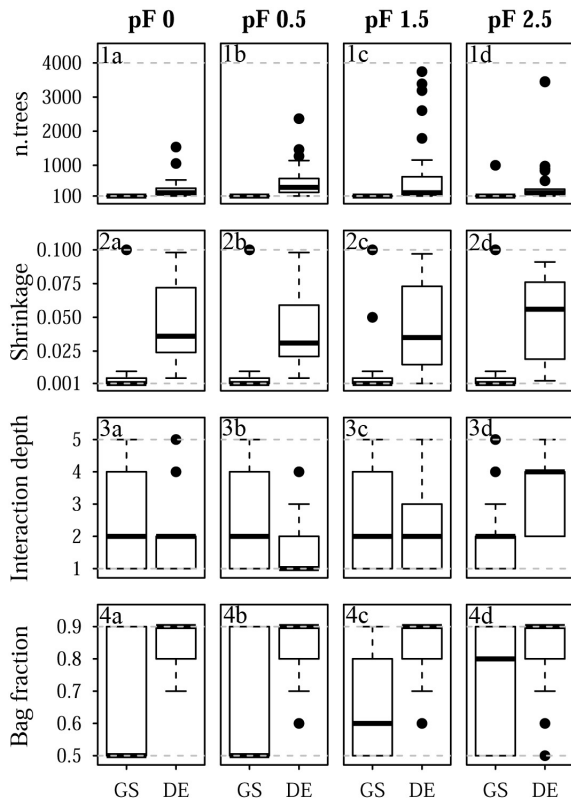 pF 0 pF 0.5 pF 1.5 pF 2.5
n.trees
4000
3000
2000
1000
100
1a 1b 1c 1d
Shrinkage
0.100
0.075
0.050
0.025
0.001
2a 2b 2c 2d
Interaction depth
5
4
3
2
1
3a 3b 3c 3d
Bag fraction
0.9
0.8
0.7
0.6
0.5
4a 4b 4c 4d
GS DE GS DE GS DE GS DE